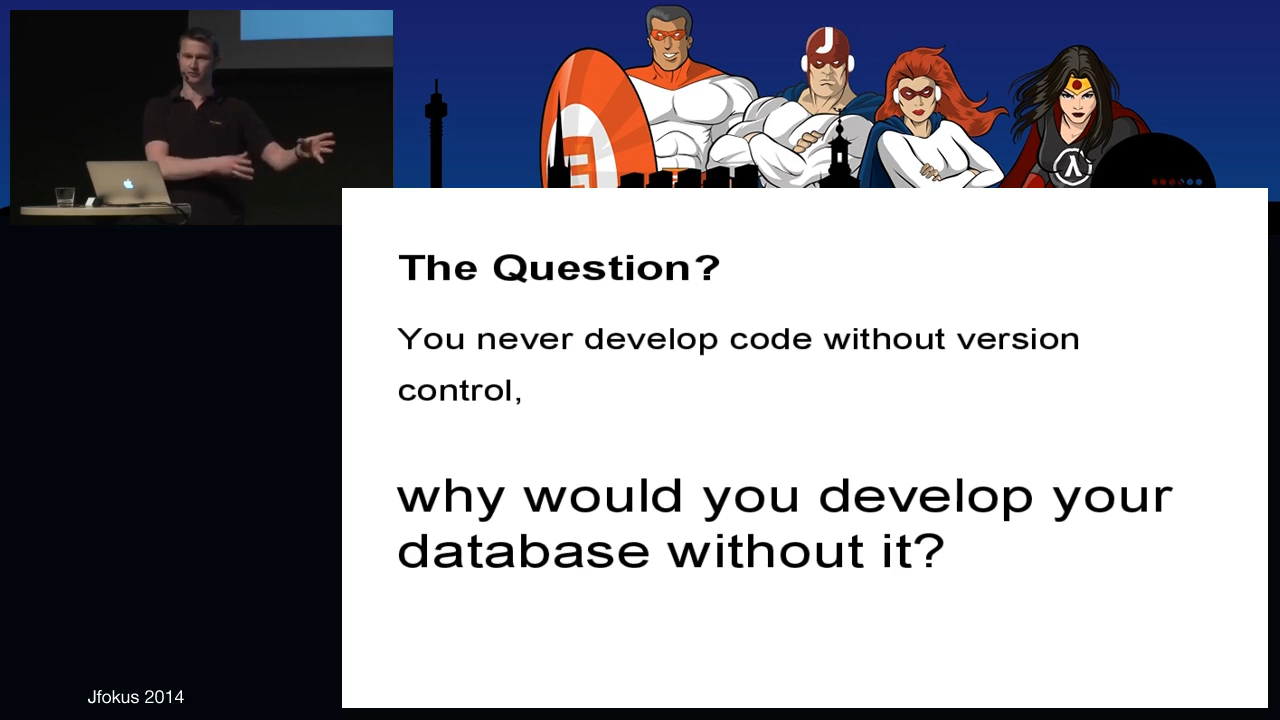 The Question?
You never develop code without version
control,
why would you develop your
database without it?
Jfokus 2014